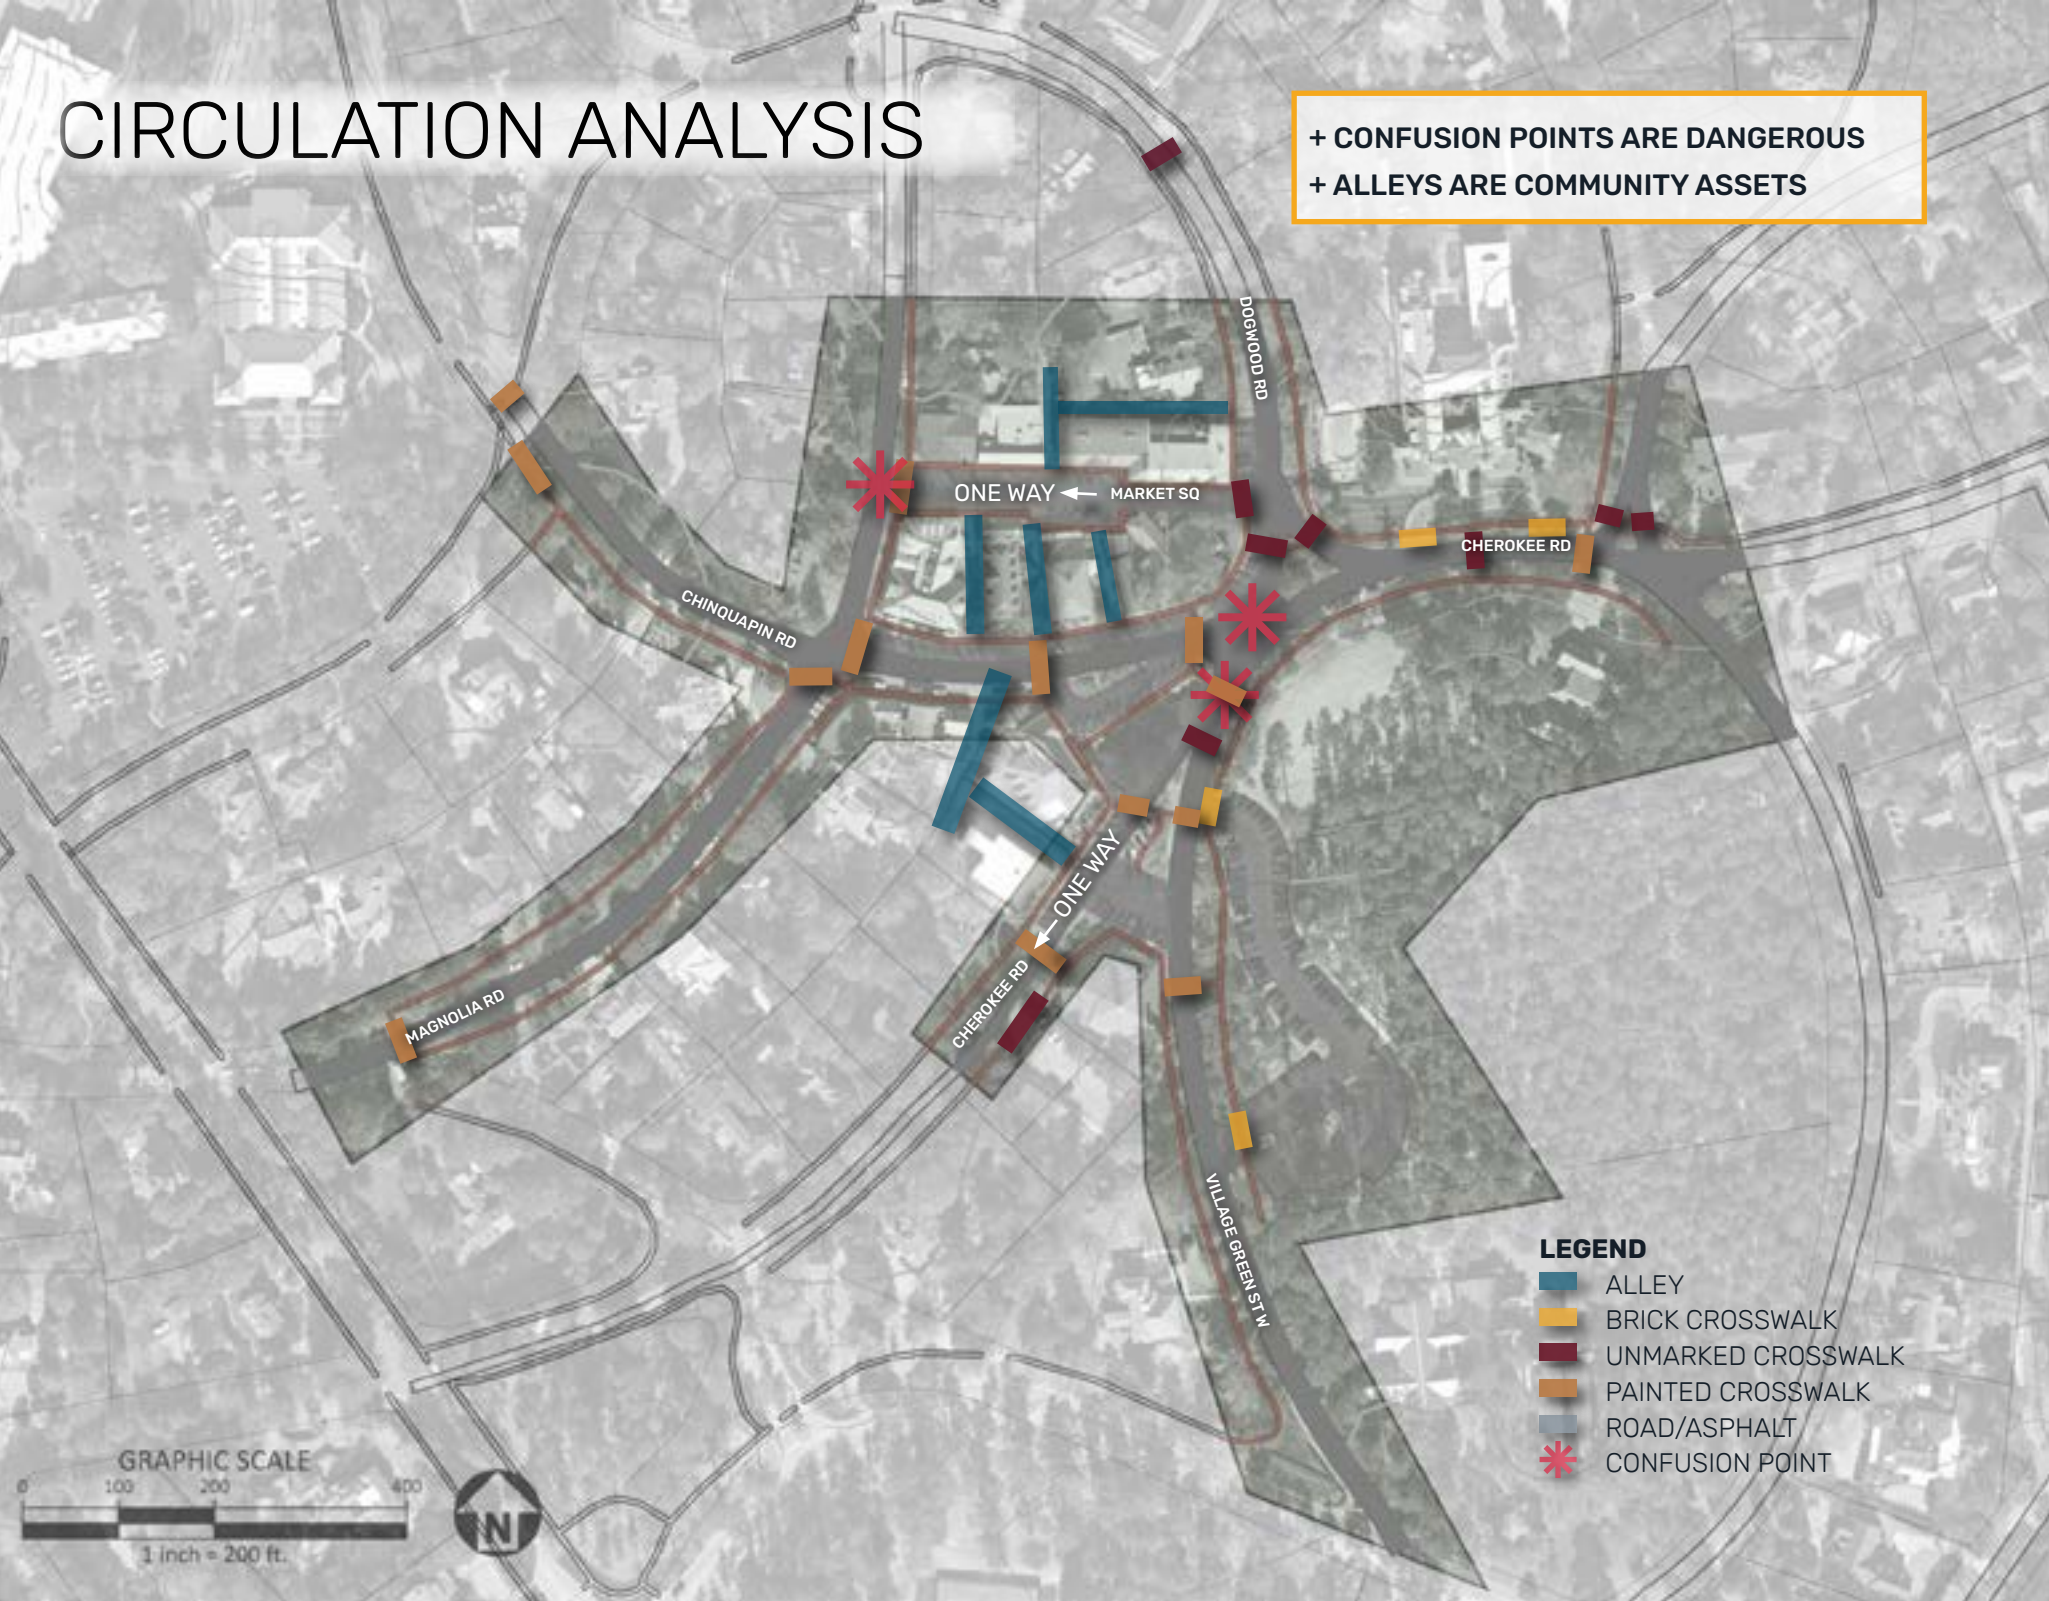 CIRCULATION ANALYSIS
+ CONFUSION POINTS ARE DANGEROUS
+ ALLEYS ARE COMMUNITY ASSETS
DOGWOOD RD
ONE WAY
MARKET SQ
CHEROKEE RD
CHINQUAPIN RD
ONE WAY
CHEROKEE RD
MAGNOLIA RD
VILLAGE GREEN ST W
LEGEND
ALLEY
BRICK CROSSWALK
UNMARKED CROSSWALK
PAINTED CROSSWALK
ROAD/ASPHALT
CONFUSION POINT
GRAPHIC SCALE
0 100 200 400
1 inch = 200 ft.
N